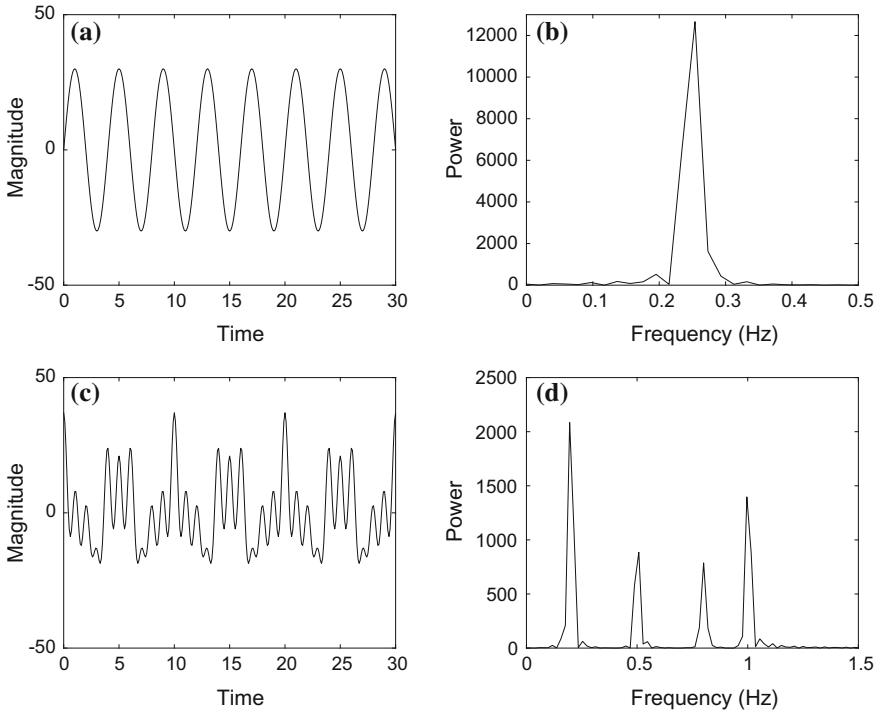 (a)
50
0
-50
Magnitude
0 5 10 15 20 25 30
Time
(b)
12000
10000
8000
6000
4000
2000
0
Power
0 0.1 0.2 0.3 0.4 0.5
Frequency (Hz)
(c)
50
0
-50
Magnitude
0 5 10 15 20 25 30
Time
(d)
2500
2000
1500
1000
500
0
Power
0 0.5 1 1.5
Frequency (Hz)